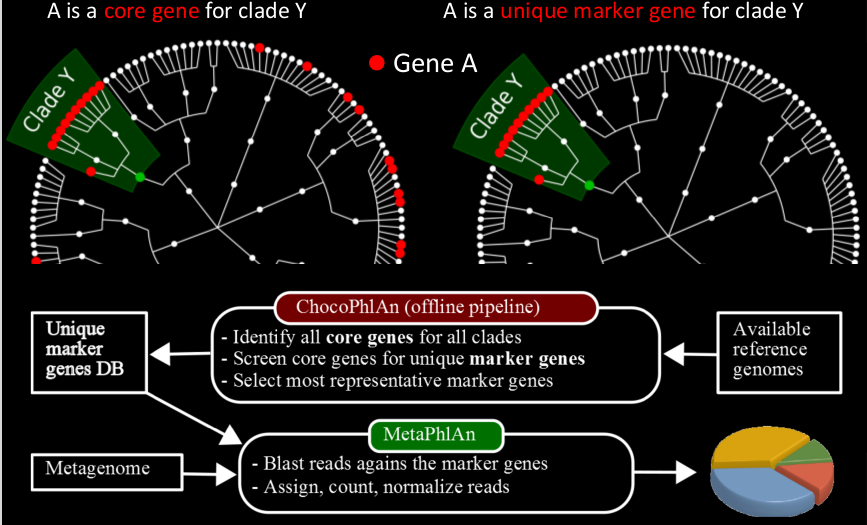 A is a core gene for clade Y
A is a unique marker gene for clade Y
Gene A
Clade Y
Clade Y
ChocoPhlAn (offline pipeline)
- Identify all core genes for all clades
- Screen core genes for unique marker genes
- Select most representative marker genes
Unique
marker
genes DB
Available
reference
genomes
MetaPhlAn
- Blast reads agains the marker genes
- Assign, count, normalize reads
Metagenome